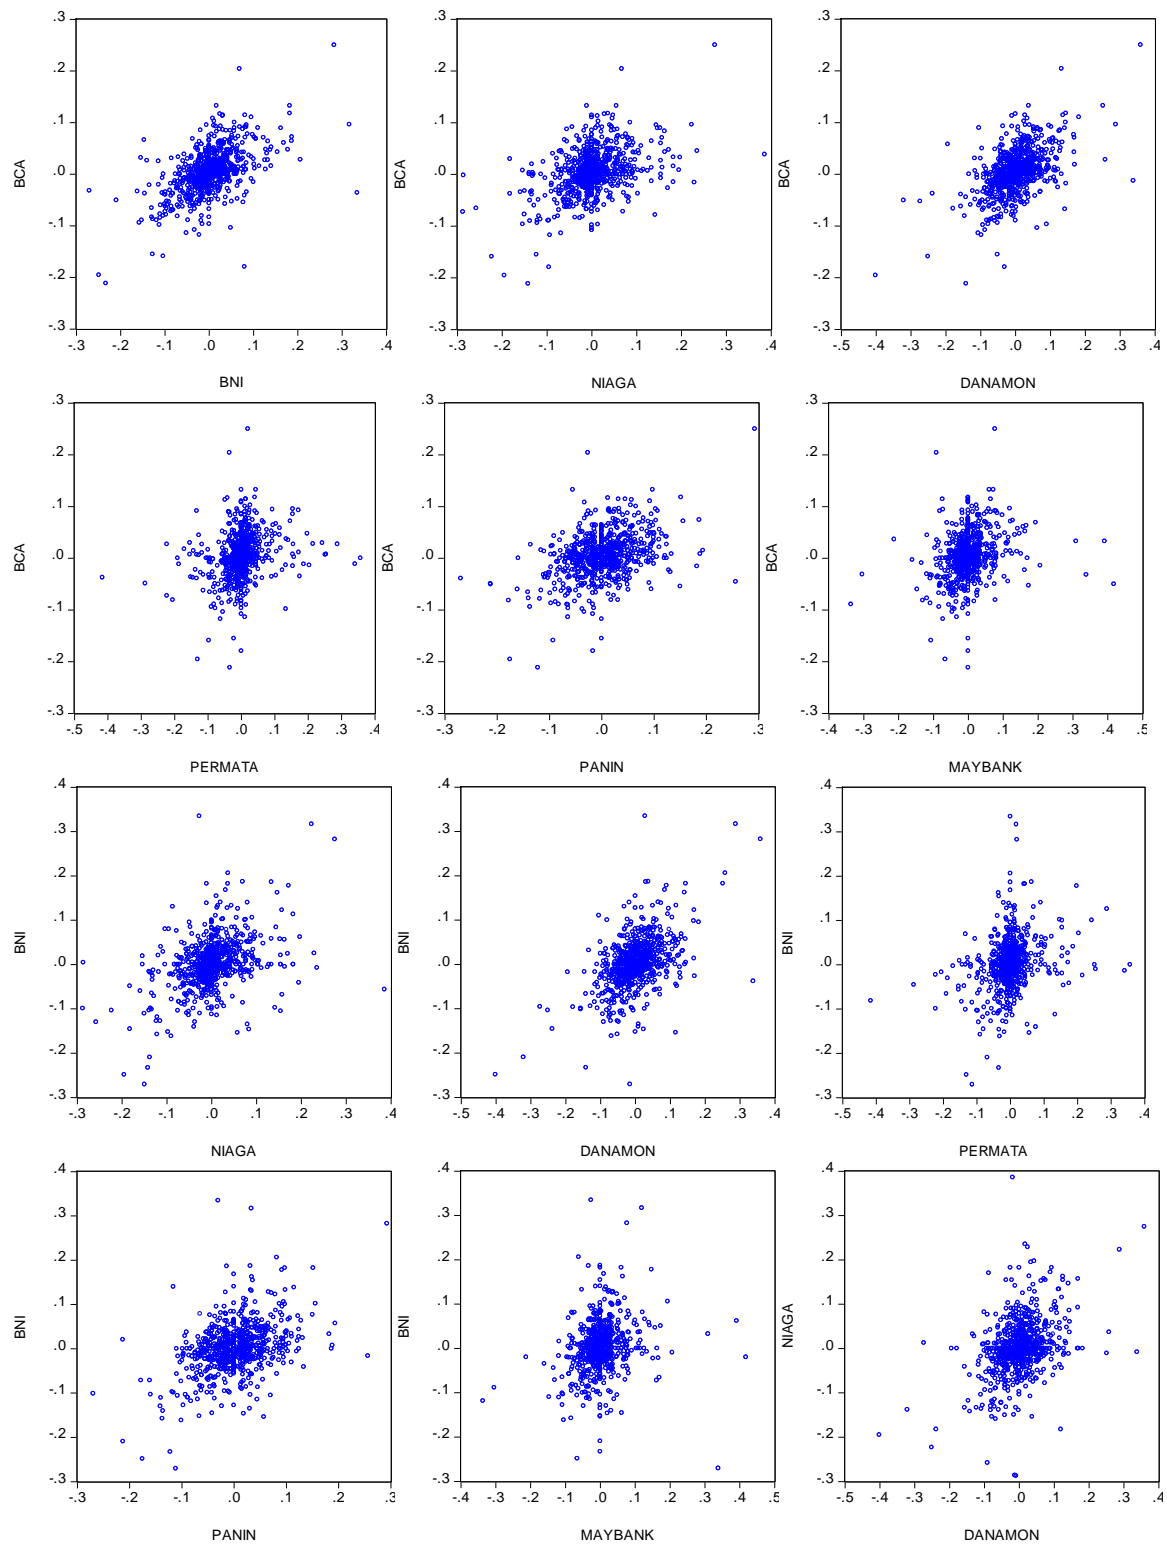 .3 .3 .3
.2 .2 .2
.1 .1 .1
.0 .0 .0
BCA BCA BCA
-.1 -.1 -.1
-.2 -.2 -.2
-.3 -.3 -.3
-.3 -.2 -.1 .0 .1 .2 .3 .4 -.3 -.2 -.1 .0 .1 .2 .3 .4 -.5 -.4 -.3 -.2 -.1 .0 .1 .2 .3 .4
BNI NIAGA DANAMON
.3 .3 .3
.2 .2 .2
.1 .1 .1
.0 .0 .0
BCA BCA BCA
-.1 -.1 -.1
-.2 -.2 -.2
-.3 -.3 -.3
-.5 -.4 -.3 -.2 -.1 .0 .1 .2 .3 .4 -.3 -.2 -.1 .0 .1 .2 .3 -.4 -.3 -.2 -.1 .0 .1 .2 .3 .4 .5
PERMATA PANIN MAYBANK
.4 .4 .4
.3 .3 .3
.2 .2 .2
.1 .1 .1
BNI BNI BNI
.0 .0 .0
-.1 -.1 -.1
-.2 -.2 -.2
-.3 -.3 -.3
-.3 -.2 -.1 .0 .1 .2 .3 .4 -.5 -.4 -.3 -.2 -.1 .0 .1 .2 .3 .4 -.5 -.4 -.3 -.2 -.1 .0 .1 .2 .3 .4
NIAGA DANAMON PERMATA
.4 .4 .4
.3 .3 .3
.2 .2 .2
.1 .1 .1
BNI BNI NIAGA
.0 .0 .0
-.1 -.1 -.1
-.2 -.2 -.2
-.3 -.3 -.3
-.3 -.2 -.1 .0 .1 .2 .3 -.4 -.3 -.2 -.1 .0 .1 .2 .3 .4 .5 -.5 -.4 -.3 -.2 -.1 .0 .1 .2 .3 .4
PANIN MAYBANK DANAMON